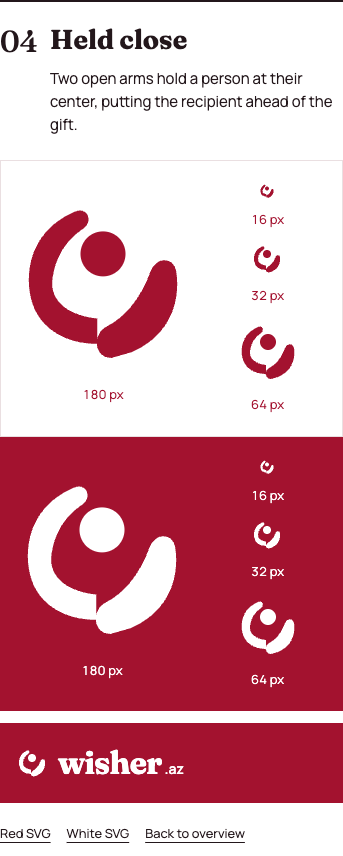 04 Held close
Two open arms hold a person at their
center, putting the recipient ahead of the
gift.
16 px
32 px
180 px
64 px
16 px
32 px
180 px
64 px
wisher.az
Red SVG White SVG Back to overview